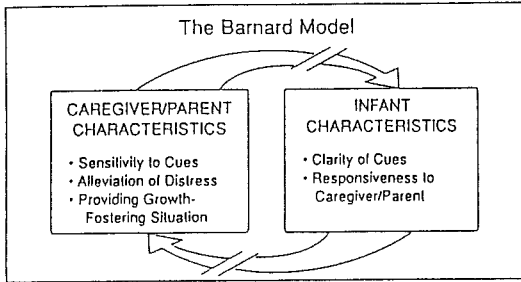 The Barnard Model
CAREGIVER/PARENT
CHARACTERISTICS
• Sensitivity to Cues
• Alleviation of Distress
• Providing Growth-
Fostering Situation
INFANT
CHARACTERISTICS
• Clarity of Cues
• Responsiveness to
Caregiver/Parent